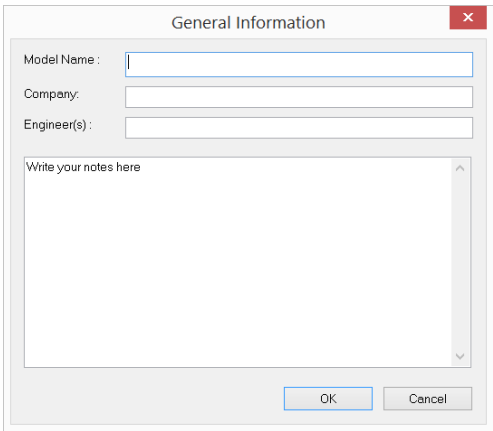 General Information
x
Model Name :
Company:
Engineer(s) :
Write your notes here
OK
Cancel